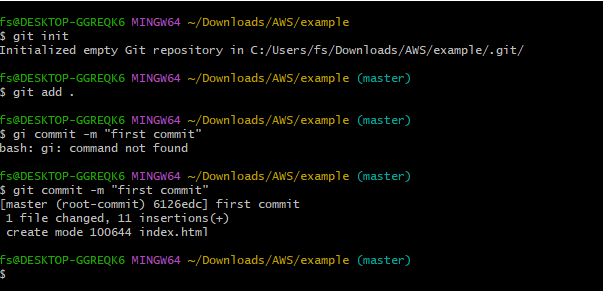 fs@DESKTOP-GGREQK6 MINGW64 ~/Downloads/AWS/example
$ git init
Initialized empty Git repository in C:/Users/fs/Downloads/AWS/example/.git/
fs@DESKTOP-GGREQK6 MINGW64 ~/Downloads/AWS/example (master)
$ git add .
fs@DESKTOP-GGREQK6 MINGW64 ~/Downloads/AWS/example (master)
$ gi commit -m "first commit"
bash: gi: command not found
fs@DESKTOP-GGREQK6 MINGW64 ~/Downloads/AWS/example (master)
$ git commit -m "first commit"
[master (root-commit) 6126edc] first commit
 1 file changed, 11 insertions(+)
 create mode 100644 index.html
fs@DESKTOP-GGREQK6 MINGW64 ~/Downloads/AWS/example (master)
$